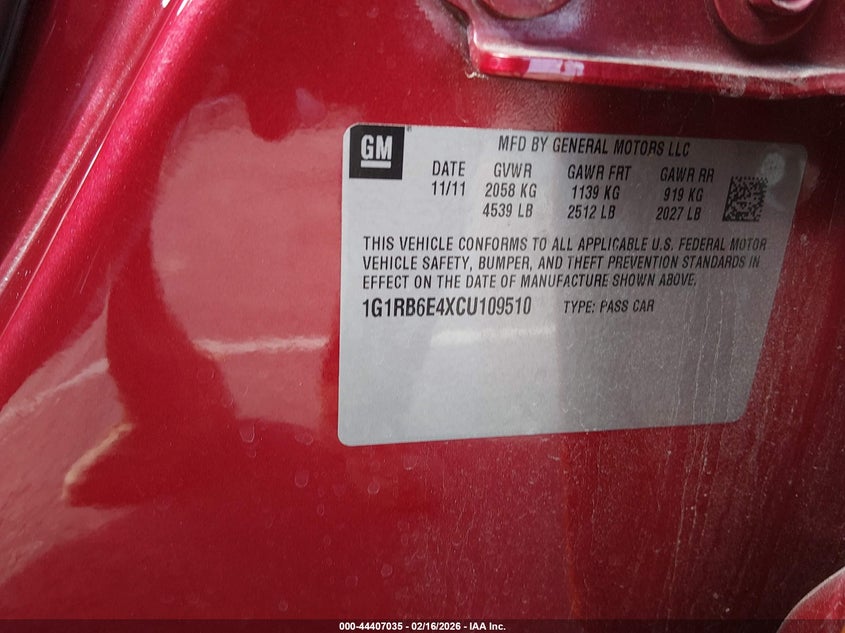 GM
MFD BY GENERAL MOTORS LLC
DATE GVWR GAWR FRT GAWR RR
11/11 2058 KG 1139 KG 919 KG
4539 LB 2512 LB 2027 LB
THIS VEHICLE CONFORMS TO ALL APPLICABLE U.S. FEDERAL MOTOR
VEHICLE SAFETY, BUMPER, AND THEFT PREVENTION STANDARDS IN
EFFECT ON THE DATE OF MANUFACTURE SHOWN ABOVE.
1G1RB6E4XCU109510 TYPE: PASS CAR
000-44407035 - 02/16/2026 - IAA Inc.